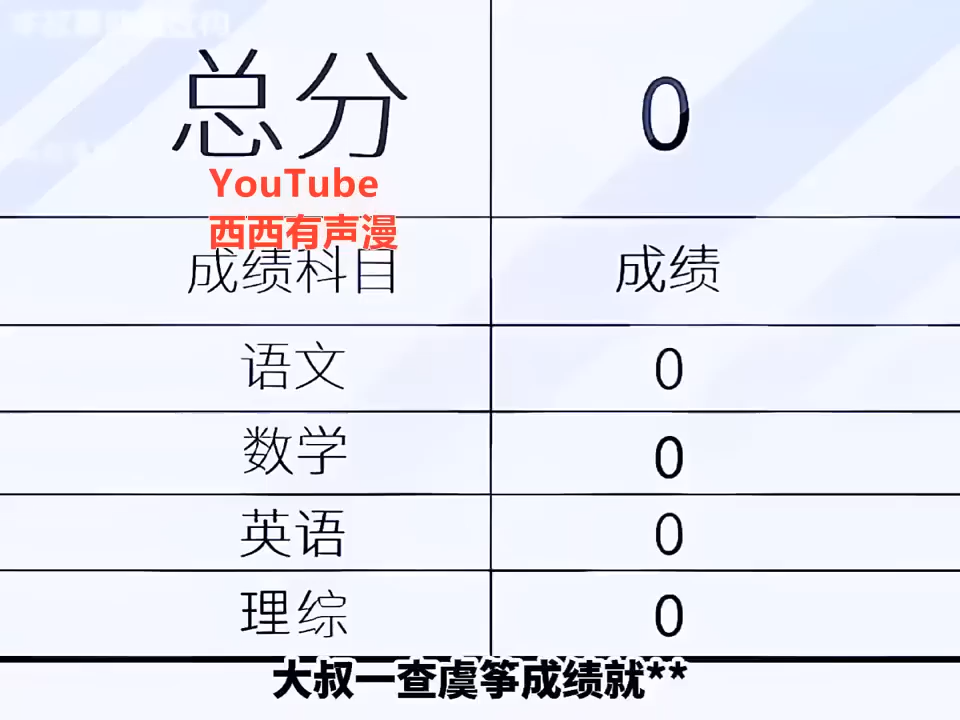 总分 0
YouTube
西西有声漫
成绩科目 成绩
语文 0
数学 0
英语 0
理综 0
大叔一查虞筝成绩就**